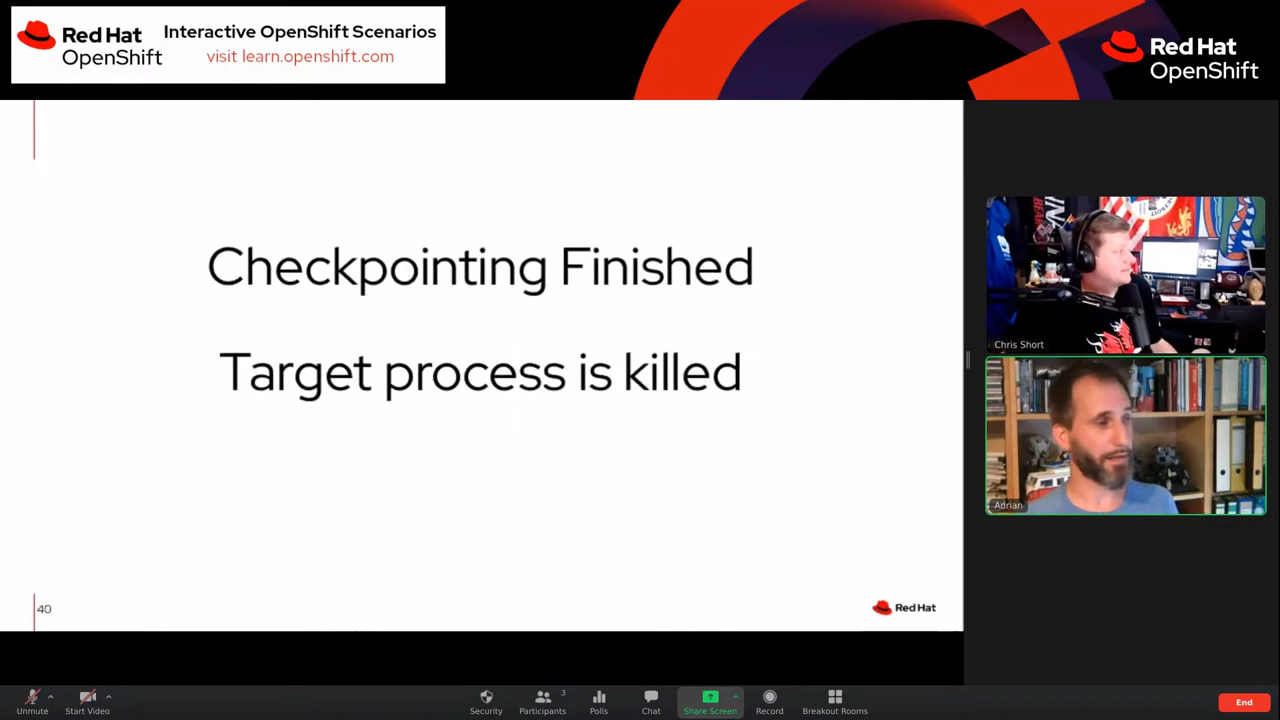 Red Hat
OpenShift
Interactive OpenShift Scenarios
visit learn.openshift.com
Red Hat
OpenShift
Checkpointing Finished
Target process is killed
40
Red Hat
Chris Short
Adrian
Unmute
Start Video
Security
Participants
3
Polls
Chat
Share Screen
Record
Breakout Rooms
End